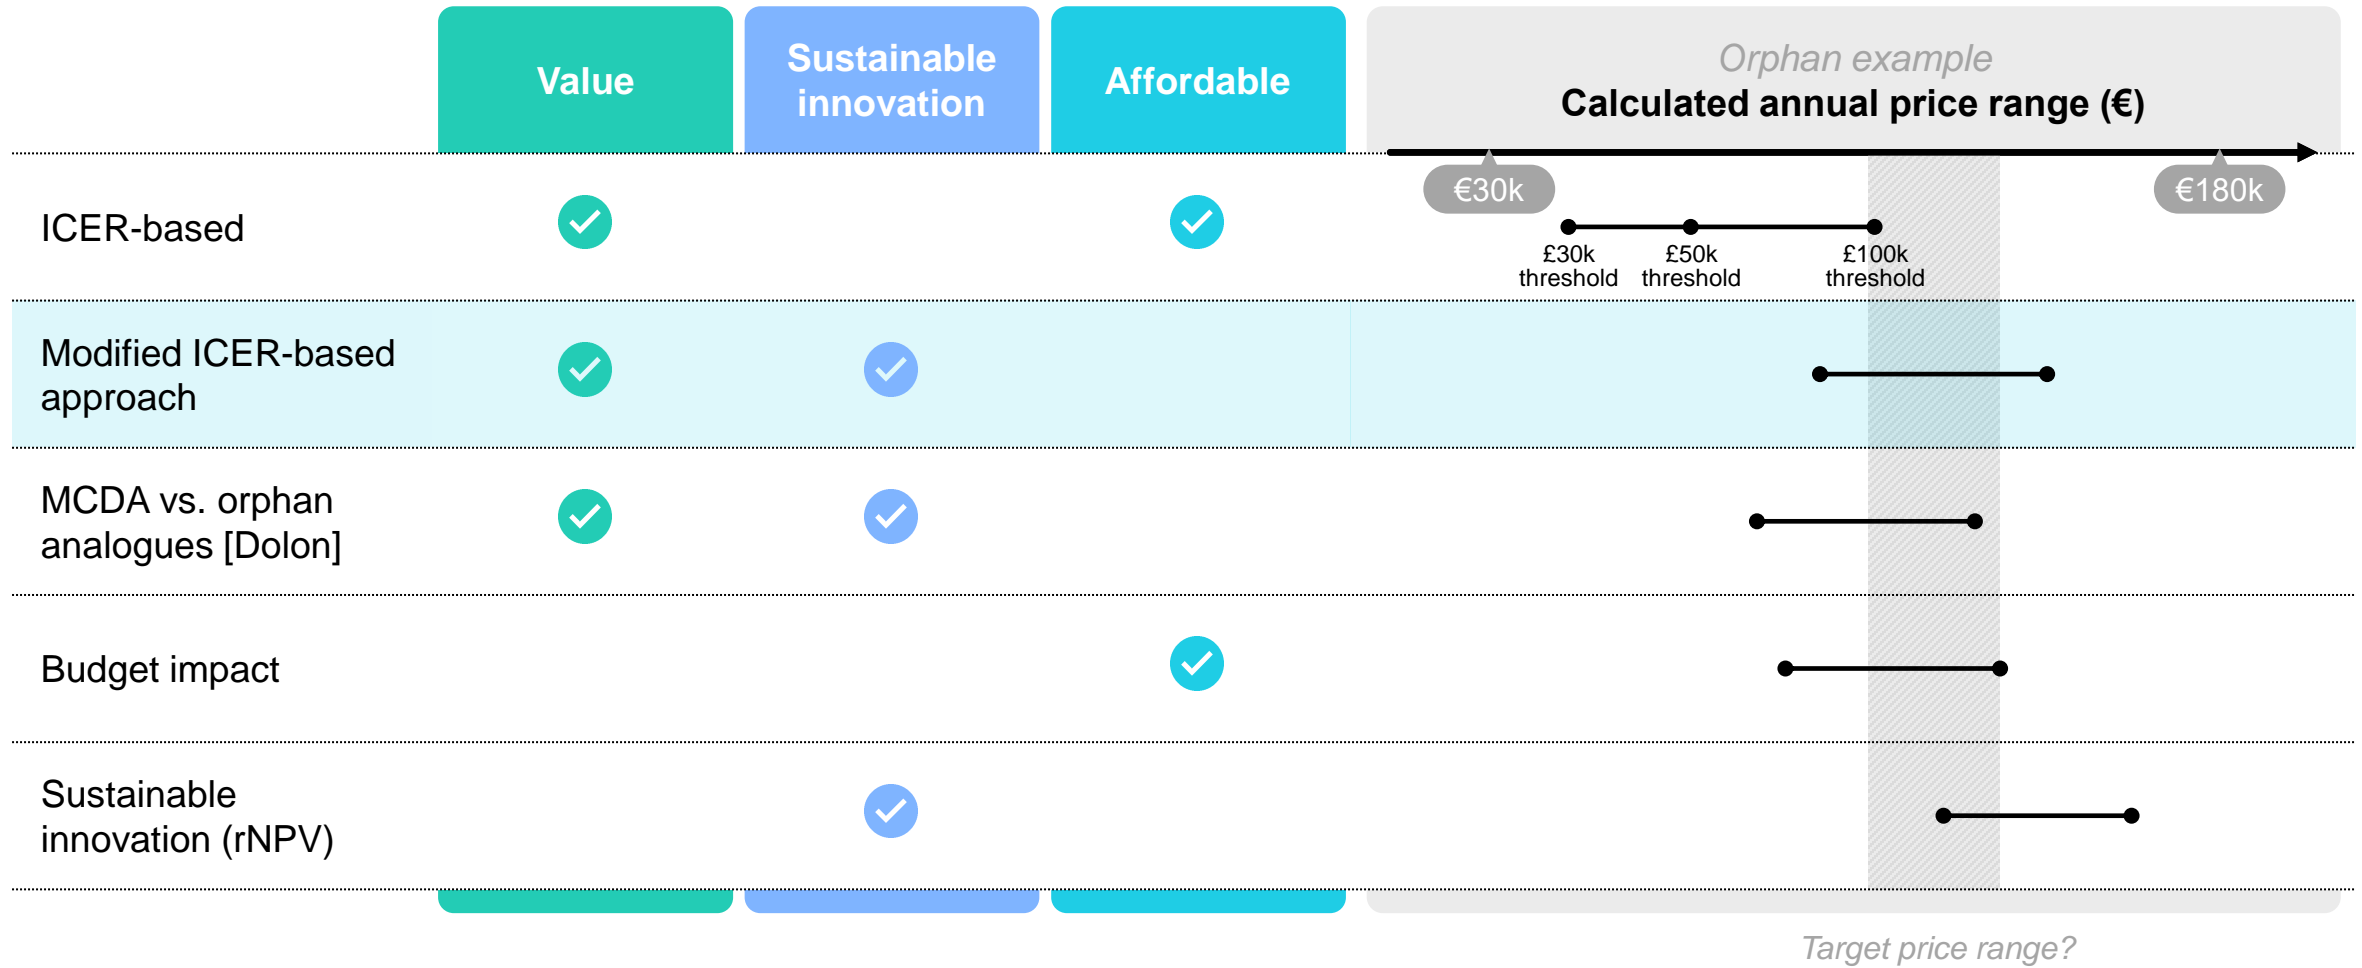 Value
Sustainable
innovation
Affordable
Orphan example
Calculated annual price range (€)
€30k
€180k
ICER-based
£30k
threshold
£50k
threshold
£100k
threshold
Modified ICER-based
approach
MCDA vs. orphan
analogues [Dolon]
Budget impact
Sustainable
innovation (rNPV)
Target price range?